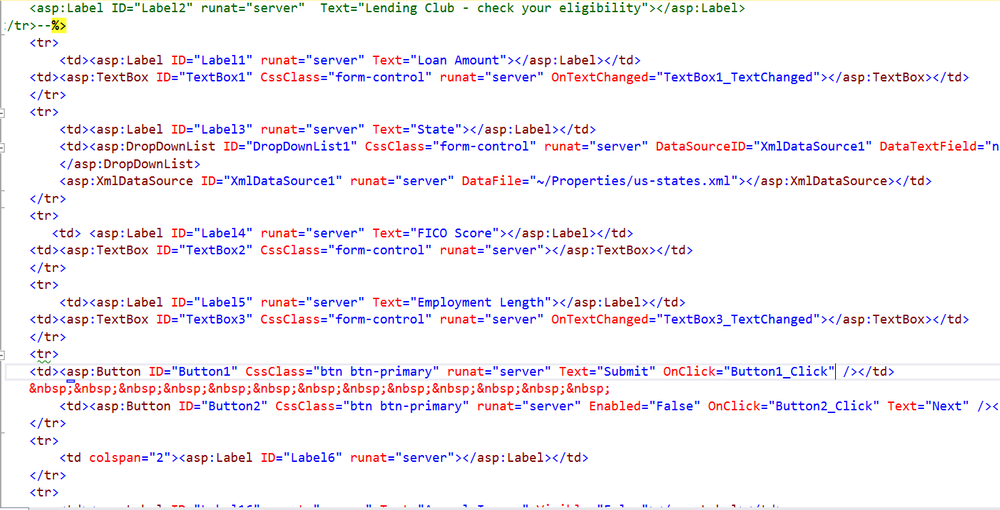 <asp:Label ID="Label2" runat="server"  Text="Lending Club - check your eligibility"></asp:Label>
/tr>--%>
<tr>
<td><asp:Label ID="Label1" runat="server" Text="Loan Amount"></asp:Label></td>
<td><asp:TextBox ID="TextBox1" CssClass="form-control" runat="server" OnTextChanged="TextBox1_TextChanged"></asp:TextBox></td>
</tr>
<tr>
<td><asp:Label ID="Label3" runat="server" Text="State"></asp:Label></td>
<td><asp:DropDownList ID="DropDownList1" CssClass="form-control" runat="server" DataSourceID="XmlDataSource1" DataTextField="n
</asp:DropDownList>
<asp:XmlDataSource ID="XmlDataSource1" runat="server" DataFile="~/Properties/us-states.xml"></asp:XmlDataSource></td>
</tr>
<tr>
<td> <asp:Label ID="Label4" runat="server" Text="FICO Score"></asp:Label></td>
<td><asp:TextBox ID="TextBox2" CssClass="form-control" runat="server"></asp:TextBox></td>
</tr>
<tr>
<td><asp:Label ID="Label5" runat="server" Text="Employment Length"></asp:Label></td>
<td><asp:TextBox ID="TextBox3" CssClass="form-control" runat="server" OnTextChanged="TextBox3_TextChanged"></asp:TextBox></td>
</tr>
<tr>
<td><asp:Button ID="Button1" CssClass="btn btn-primary" runat="server" Text="Submit" OnClick="Button1_Click" /></td>
&nbsp;&nbsp;&nbsp;&nbsp;&nbsp;&nbsp;&nbsp;&nbsp;&nbsp;&nbsp;&nbsp;&nbsp;&nbsp;
<td><asp:Button ID="Button2" CssClass="btn btn-primary" runat="server" Enabled="False" OnClick="Button2_Click" Text="Next" /><
</tr>
<tr>
<td colspan="2"><asp:Label ID="Label6" runat="server"></asp:Label></td>
</tr>
<tr>